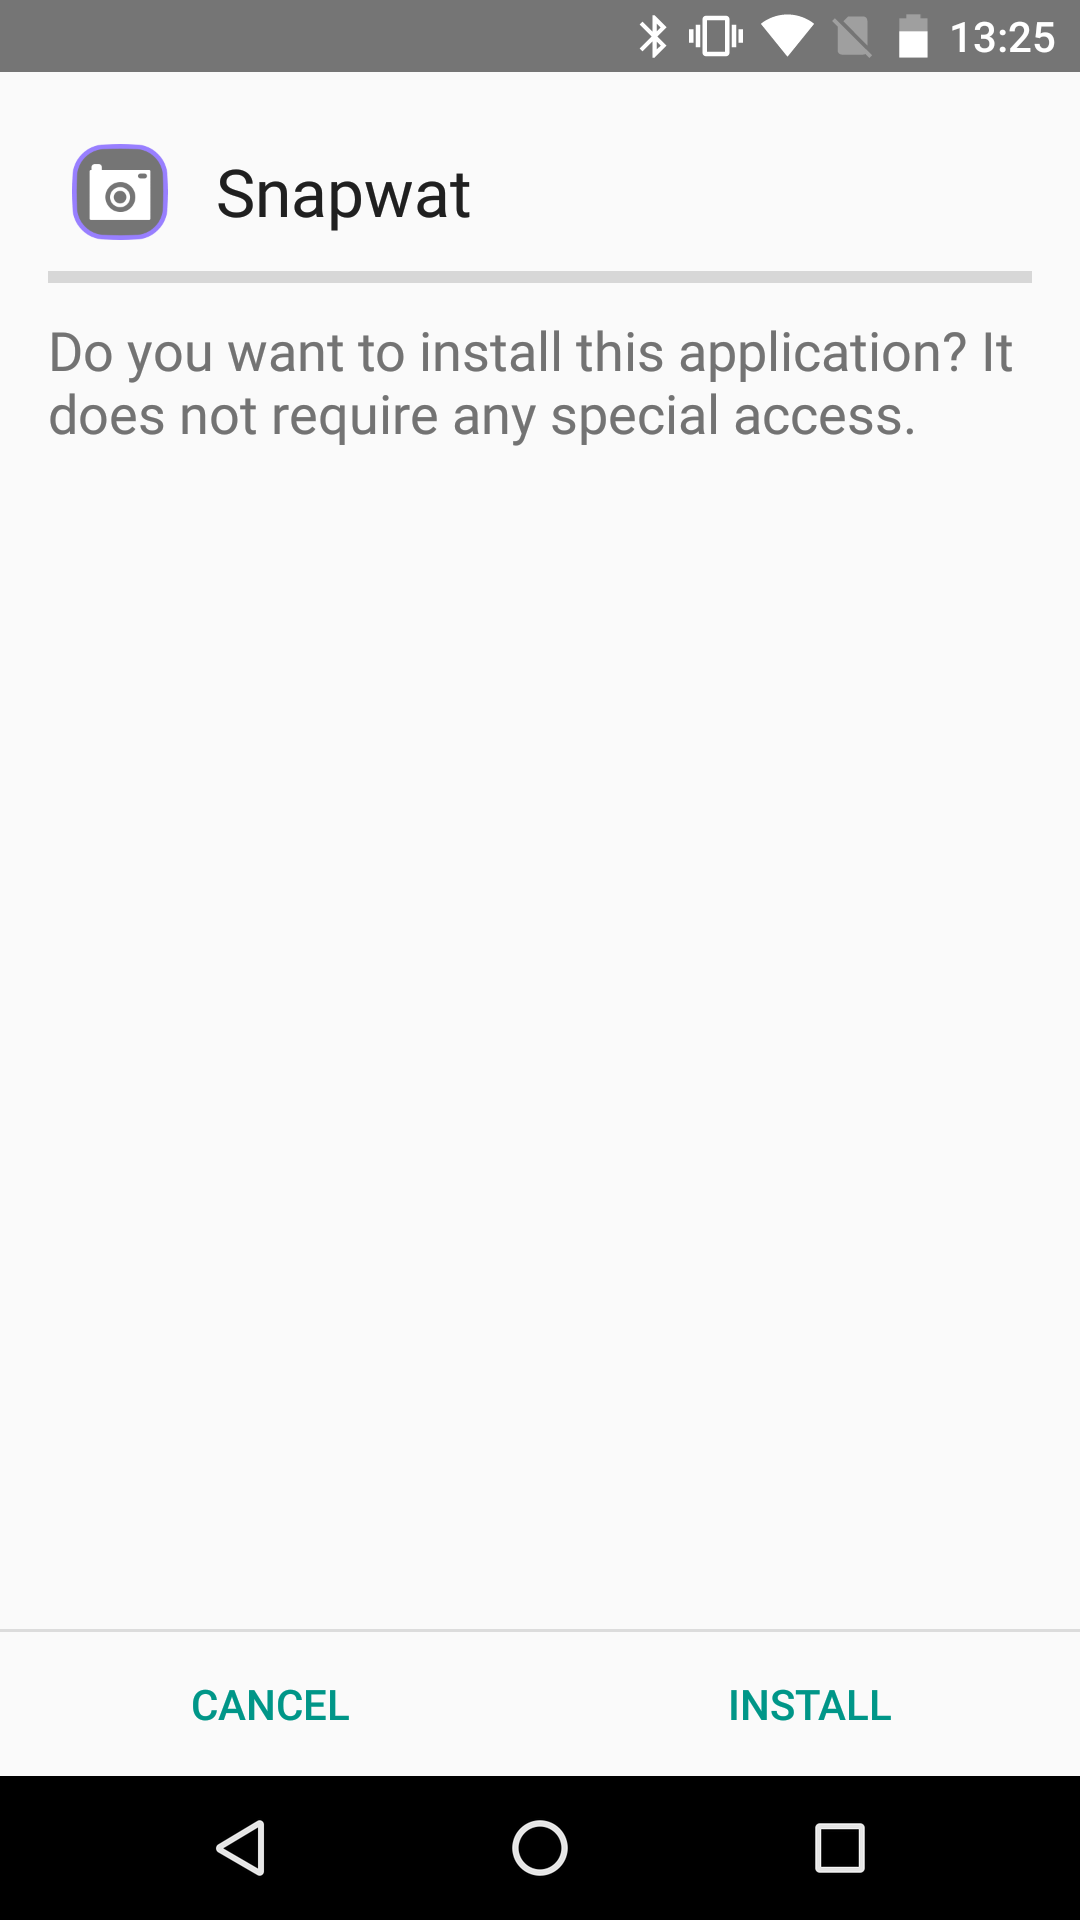 13:25
Snapwat
Do you want to install this application? It
does not require any special access.
CANCEL
INSTALL